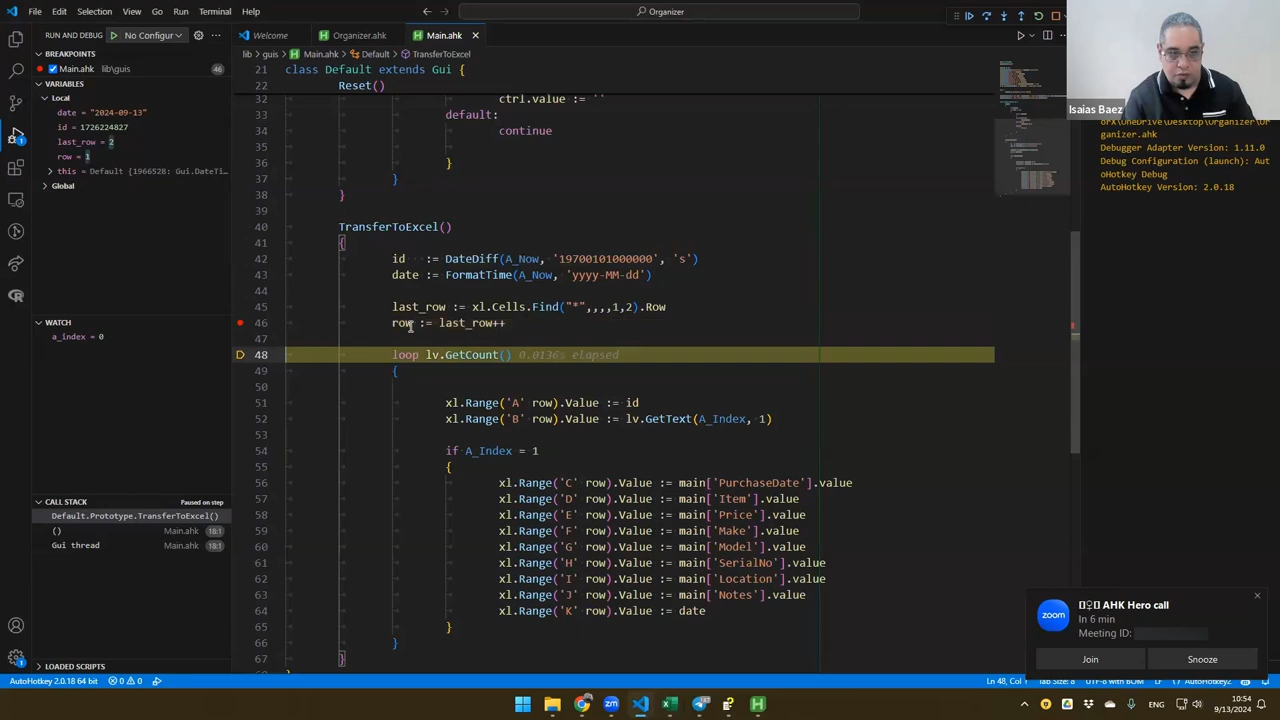 File Edit Selection View Go Run Terminal Help
Organizer
RUN AND DEBUG No Configur
Welcome Organizer.ahk Main.ahk
lib > guis > Main.ahk > Default > TransferToExcel
BREAKPOINTS
Main.ahk lib\guis 46
VARIABLES
Local
date = "2024-09-13"
id = 1726224827
last_row = 2
row = 1
this = Default {1966528: Gui.DateTi...
Global
WATCH
a_index = 0
CALL STACK Paused on step
Default.Prototype.TransferToExcel()
() Main.ahk 18:1
Gui thread Main.ahk 18:1
LOADED SCRIPTS
21 class Default extends Gui {
22 Reset()
32 ctrl.value := ''
33 default:
34 continue
35
36 }
37 }
38 }
39
40 TransferToExcel()
41 {
42 id := DateDiff(A_Now, '19700101000000', 's')
43 date := FormatTime(A_Now, 'yyyy-MM-dd')
44
45 last_row := xl.Cells.Find("*",,,,1,2).Row
46 row := last_row++
47
48 loop lv.GetCount() 0.0136s elapsed
49 {
50
51 xl.Range('A' row).Value := id
52 xl.Range('B' row).Value := lv.GetText(A_Index, 1)
53
54 if A_Index = 1
55 {
56 xl.Range('C' row).Value := main['PurchaseDate'].value
57 xl.Range('D' row).Value := main['Item'].value
58 xl.Range('E' row).Value := main['Price'].value
59 xl.Range('F' row).Value := main['Make'].value
60 xl.Range('G' row).Value := main['Model'].value
61 xl.Range('H' row).Value := main['SerialNo'].value
62 xl.Range('I' row).Value := main['Location'].value
63 xl.Range('J' row).Value := main['Notes'].value
64 xl.Range('K' row).Value := date
65 }
66 }
67 }
Isaias Baez
orX\OneDrive\Desktop\Organizer\O
rganizer.ahk
Debugger Adapter Version: 1.11.0
Debug Configuration (launch): Aut
oHotkey Debug
AutoHotkey Version: 2.0.18
AHK Hero call
In 6 min
Meeting ID:
zoom
Join Snooze
AutoHotkey 2.0.18 64 bit 0 0
Ln 48, Col 1 Tab Size: 8 UTF-8 with BOM AutoHotkey2
ENG
10:54
9/13/2024